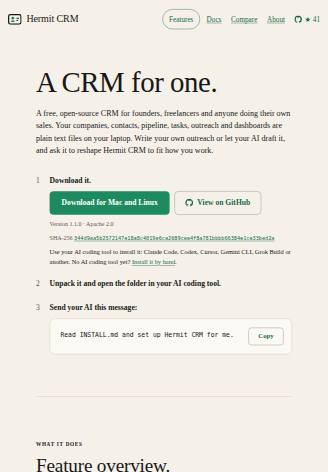 Hermit CRM
Features Docs Compare About ★ 41
A CRM for one.
A free, open-source CRM for founders, freelancers and anyone doing their own
sales. Your companies, contacts, pipeline, tasks, outreach and dashboards are
plain text files on your laptop. Write your own outreach or let your AI draft it,
and ask it to reshape Hermit CRM to fit how you work.
1 Download it.
Download for Mac and Linux
View on GitHub
Version 1.1.0 · Apache 2.0
SHA-256
Use your AI coding tool to install it: Claude Code, Codex, Cursor, Gemini CLI, Grok Build or
another. No AI coding tool yet? Install it by hand.
2 Unpack it and open the folder in your AI coding tool.
3 Send your AI this message:
Read INSTALL.md and set up Hermit CRM for me.
Copy
WHAT IT DOES
Feature overview.